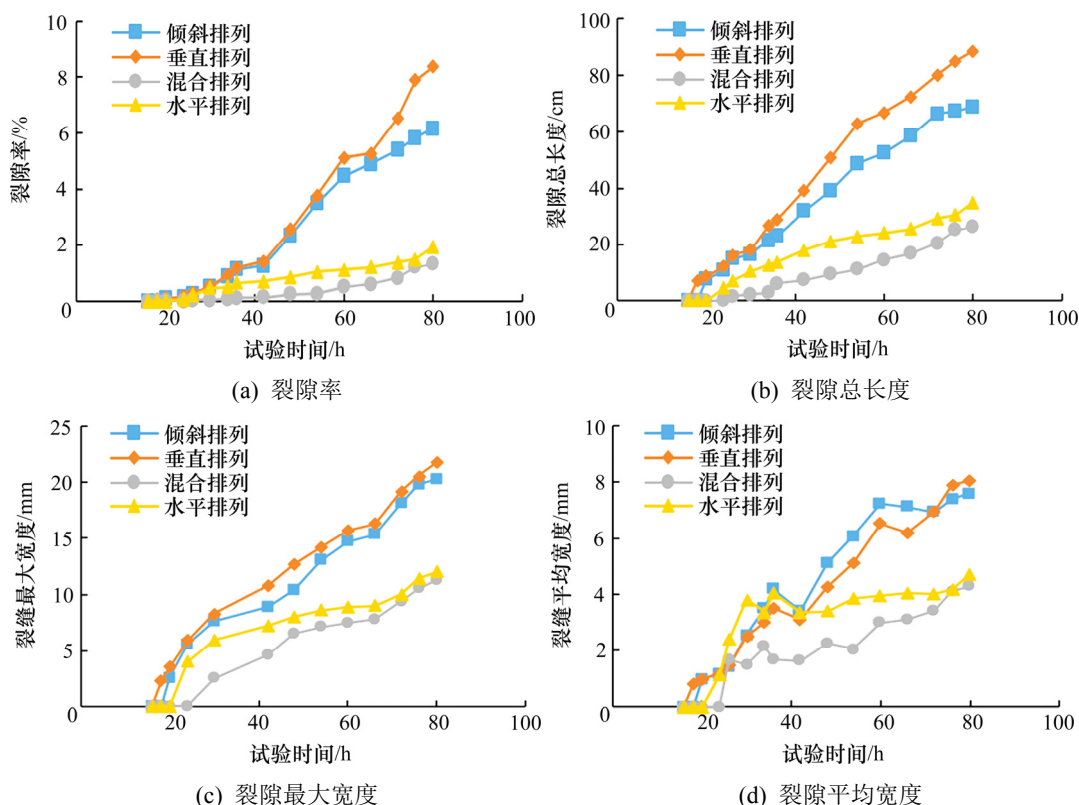 10
8
6
4
2
0
裂隙率/%
倾斜排列
垂直排列
混合排列
水平排列
20 40 60 80 100
试验时间/h
(a) 裂隙率
100
80
60
40
20
0
裂隙总长度/cm
倾斜排列
垂直排列
混合排列
水平排列
20 40 60 80 100
试验时间/h
(b) 裂隙总长度
25
20
15
10
5
0
裂缝最大宽度/mm
倾斜排列
垂直排列
混合排列
水平排列
20 40 60 80 100
试验时间/h
(c) 裂隙最大宽度
10
8
6
4
2
0
裂缝平均宽度/mm
倾斜排列
垂直排列
混合排列
水平排列
20 40 60 80 100
试验时间/h
(d) 裂隙平均宽度